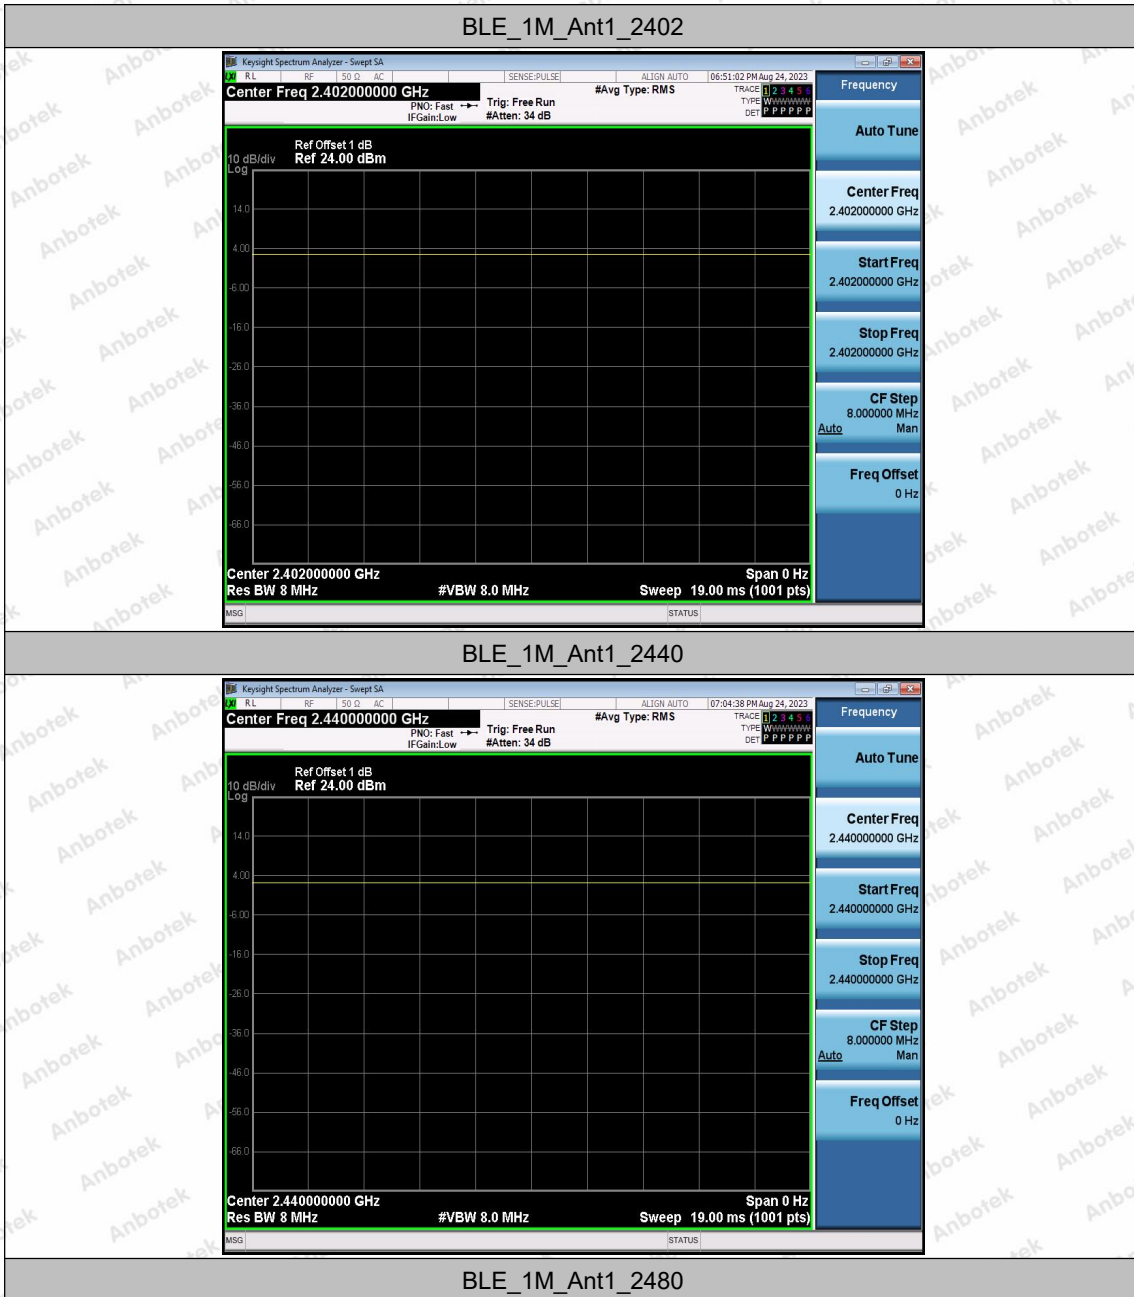 BLE_1M_Ant1_2402
Keysight Spectrum Analyzer - Swept SA
LXI RL RF 50 Ω AC SENSE:PULSE ALIGN AUTO 06:51:02 PM Aug 24, 2023
Center Freq 2.402000000 GHz #Avg Type: RMS TRACE 1 2 3 4 5 6
PNO: Fast Trig: Free Run TYPE WWWWWW
IFGain:Low #Atten: 34 dB DET P P P P P P
Frequency
Auto Tune
Ref Offset 1 dB
10 dB/div Ref 24.00 dBm
Log
14.0
4.00
-6.00
-16.0
-26.0
-36.0
-46.0
-56.0
-66.0
Center Freq
2.402000000 GHz
Start Freq
2.402000000 GHz
Stop Freq
2.402000000 GHz
CF Step
8.000000 MHz
Auto Man
Freq Offset
0 Hz
Center 2.402000000 GHz Span 0 Hz
Res BW 8 MHz #VBW 8.0 MHz Sweep 19.00 ms (1001 pts)
MSG STATUS
BLE_1M_Ant1_2440
Keysight Spectrum Analyzer - Swept SA
LXI RL RF 50 Ω AC SENSE:PULSE ALIGN AUTO 07:04:38 PM Aug 24, 2023
Center Freq 2.440000000 GHz #Avg Type: RMS TRACE 1 2 3 4 5 6
PNO: Fast Trig: Free Run TYPE WWWWWW
IFGain:Low #Atten: 34 dB DET P P P P P P
Frequency
Auto Tune
Ref Offset 1 dB
10 dB/div Ref 24.00 dBm
Log
14.0
4.00
-6.00
-16.0
-26.0
-36.0
-46.0
-56.0
-66.0
Center Freq
2.440000000 GHz
Start Freq
2.440000000 GHz
Stop Freq
2.440000000 GHz
CF Step
8.000000 MHz
Auto Man
Freq Offset
0 Hz
Center 2.440000000 GHz Span 0 Hz
Res BW 8 MHz #VBW 8.0 MHz Sweep 19.00 ms (1001 pts)
MSG STATUS
BLE_1M_Ant1_2480